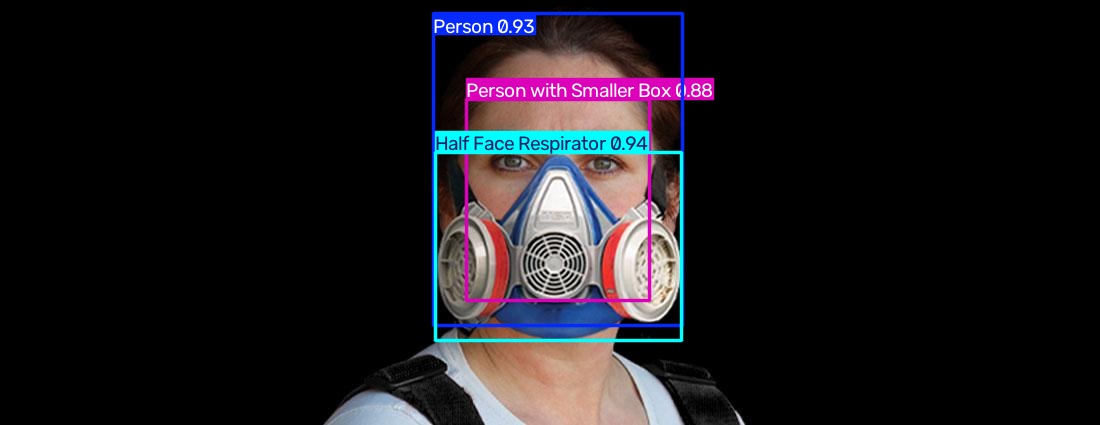 Person 0.93
Person with Smaller Box 0.88
Half Face Respirator 0.94